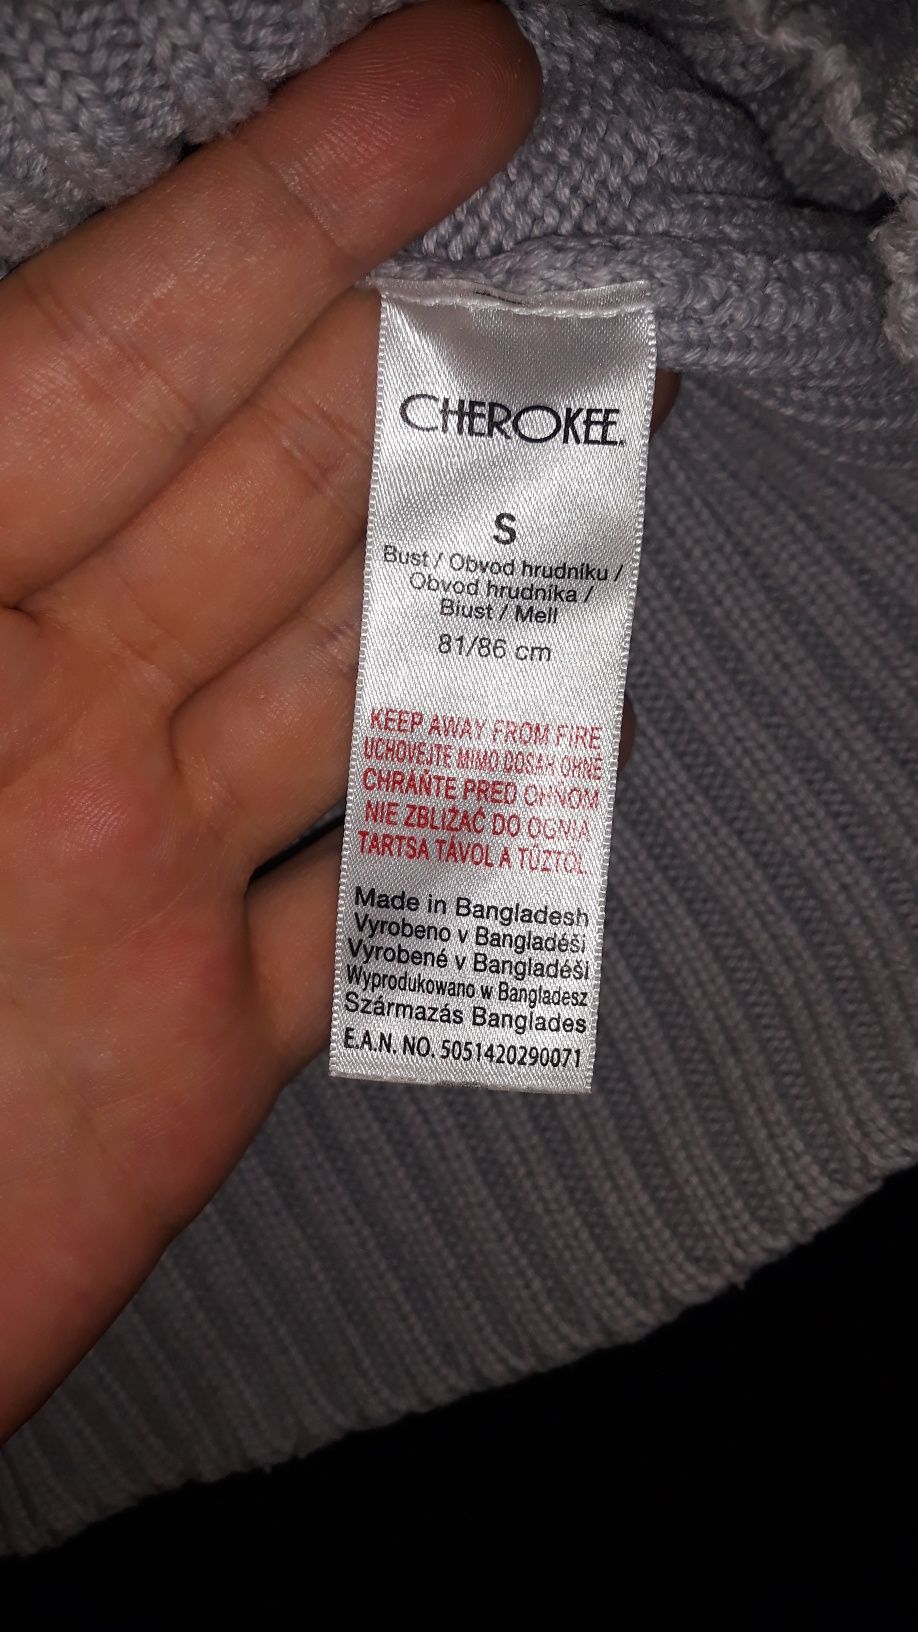 CHEROKEE.
S
Bust / Obvod hrudníku /
Obvod hrudníka /
Biust / Mell
81/86 cm
KEEP AWAY FROM FIRE
UCHOVEJTE MIMO DOSAH OHNĚ
CHRÁŇTE PRED OHŇOM
NIE ZBLIŻAĆ DO OGNIA
TARTSA TÁVOL A TŰZTŐL
Made in Bangladesh
Vyrobeno v Bangladéši
Vyrobené v Bangladéši
Wyprodukowano w Bangladesz
Származás Banglades
E.A.N. NO. 5051420290071